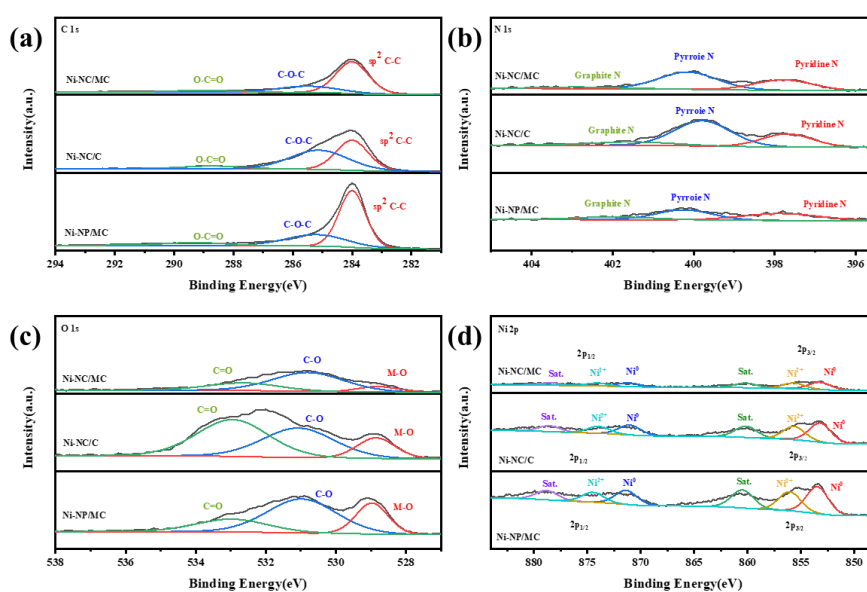 (a)
C 1s
Ni-NC/MC
O-C=O
C-O-C
sp2 C-C
Ni-NC/C
O-C=O
C-O-C
sp2 C-C
Ni-NP/MC
O-C=O
C-O-C
sp2 C-C
294 292 290 288 286 284 282
Binding Energy(eV)
Intensity(a.u.)
(b)
N 1s
Ni-NC/MC
Graphite N
Pyrroie N
Pyridine N
Ni-NC/C
Graphite N
Pyrroie N
Pyridine N
Ni-NP/MC
Graphite N
Pyrroie N
Pyridine N
404 402 400 398 396
Binding Energy(eV)
Intensity(a.u.)
(c)
O 1s
Ni-NC/MC
C=O
C-O
M-O
Ni-NC/C
C=O
C-O
M-O
Ni-NP/MC
C=O
C-O
M-O
538 536 534 532 530 528
Binding Energy(eV)
Intensity(a.u.)
(d)
Ni 2p
2p1/2
2p3/2
Ni-NC/MC
Sat.
Ni2+
Ni0
Sat.
Ni2+
Ni0
Sat.
Ni2+
Ni0
Sat.
Ni2+
Ni0
Ni-NC/C
2p1/2
2p3/2
Sat.
Ni2+
Ni0
Sat.
Ni2+
Ni0
2p1/2
2p3/2
Ni-NP/MC
880 875 870 865 860 855 850
Binding Energy(eV)
Intensity(a.u.)